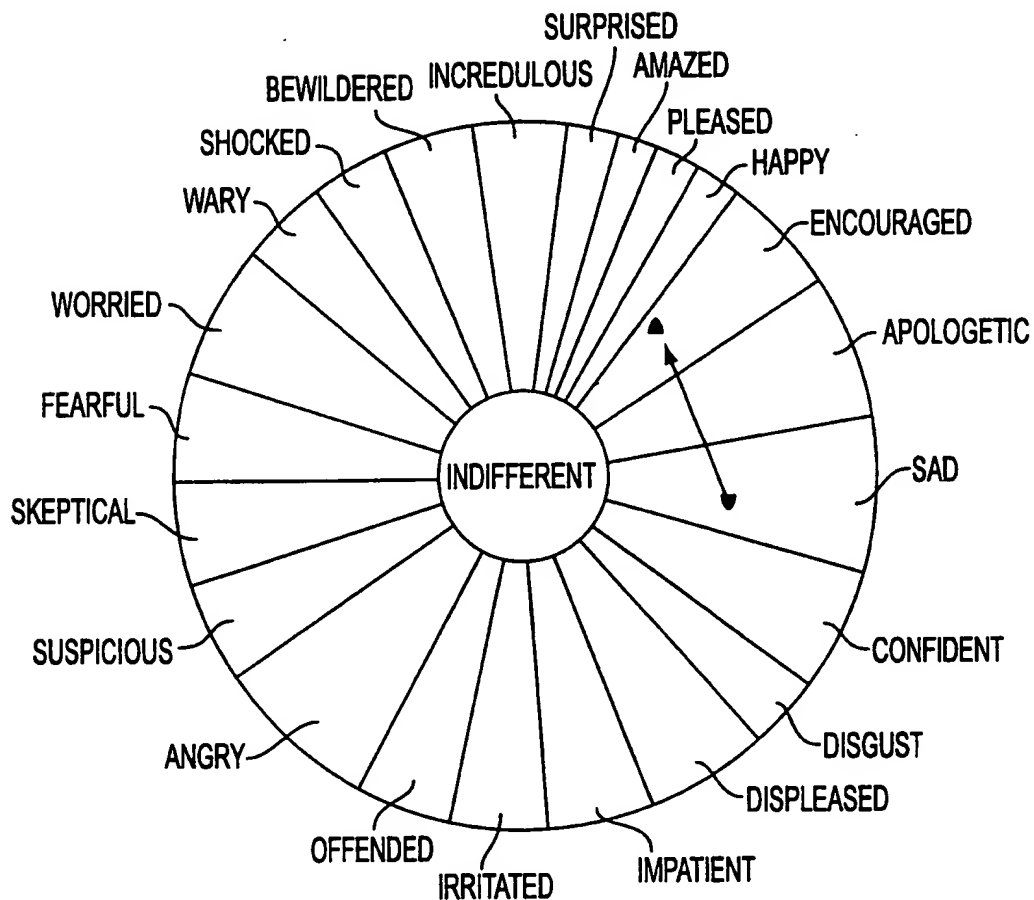 SURPRISED
AMAZED
INCREDULOUS
BEWILDERED
PLEASED
SHOCKED
HAPPY
WARY
ENCOURAGED
WORRIED
APOLOGETIC
FEARFUL
INDIFFERENT
SAD
SKEPTICAL
SUSPICIOUS
CONFIDENT
DISGUST
ANGRY
DISPLEASED
OFFENDED
IMPATIENT
IRRITATED